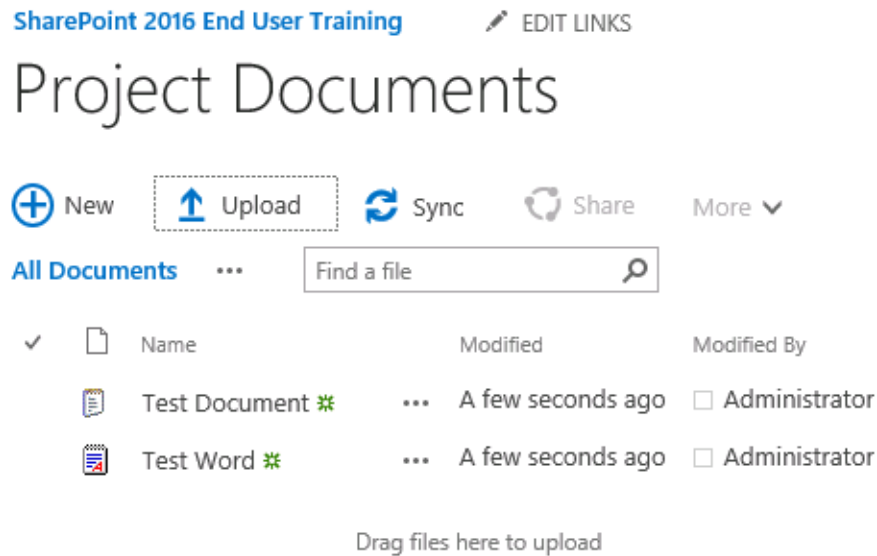 SharePoint 2016 End User Training EDIT LINKS
Project Documents
New Upload Sync Share More
All Documents ... Find a file
Name Modified Modified By
Test Document ... A few seconds ago Administrator
Test Word ... A few seconds ago Administrator
Drag files here to upload